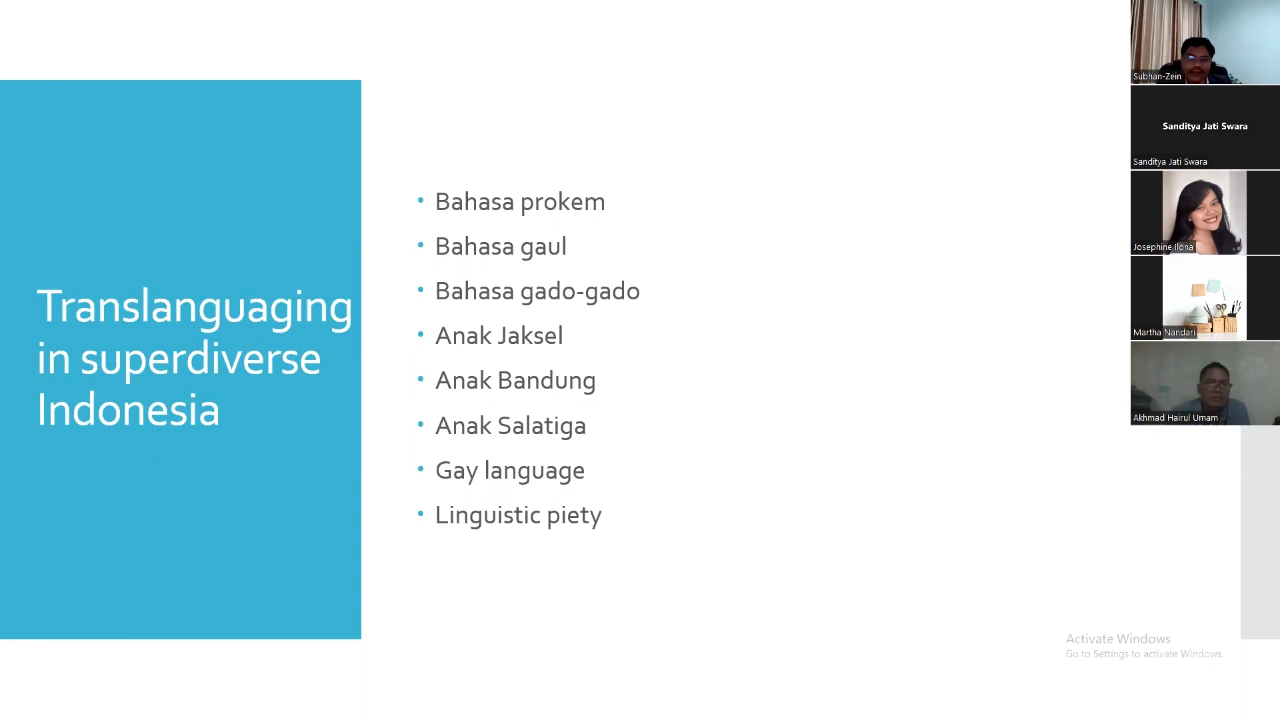 Translanguaging
in superdiverse
Indonesia
• Bahasa prokem
• Bahasa gaul
• Bahasa gado-gado
• Anak Jaksel
• Anak Bandung
• Anak Salatiga
• Gay language
• Linguistic piety
Subhan-Zein
Sanditya Jati Swara
Sanditya Jati Swara
Josephine Ilona
Martha Nandari
Akhmad Hairul Umam
Activate Windows
Go to Settings to activate Windows.